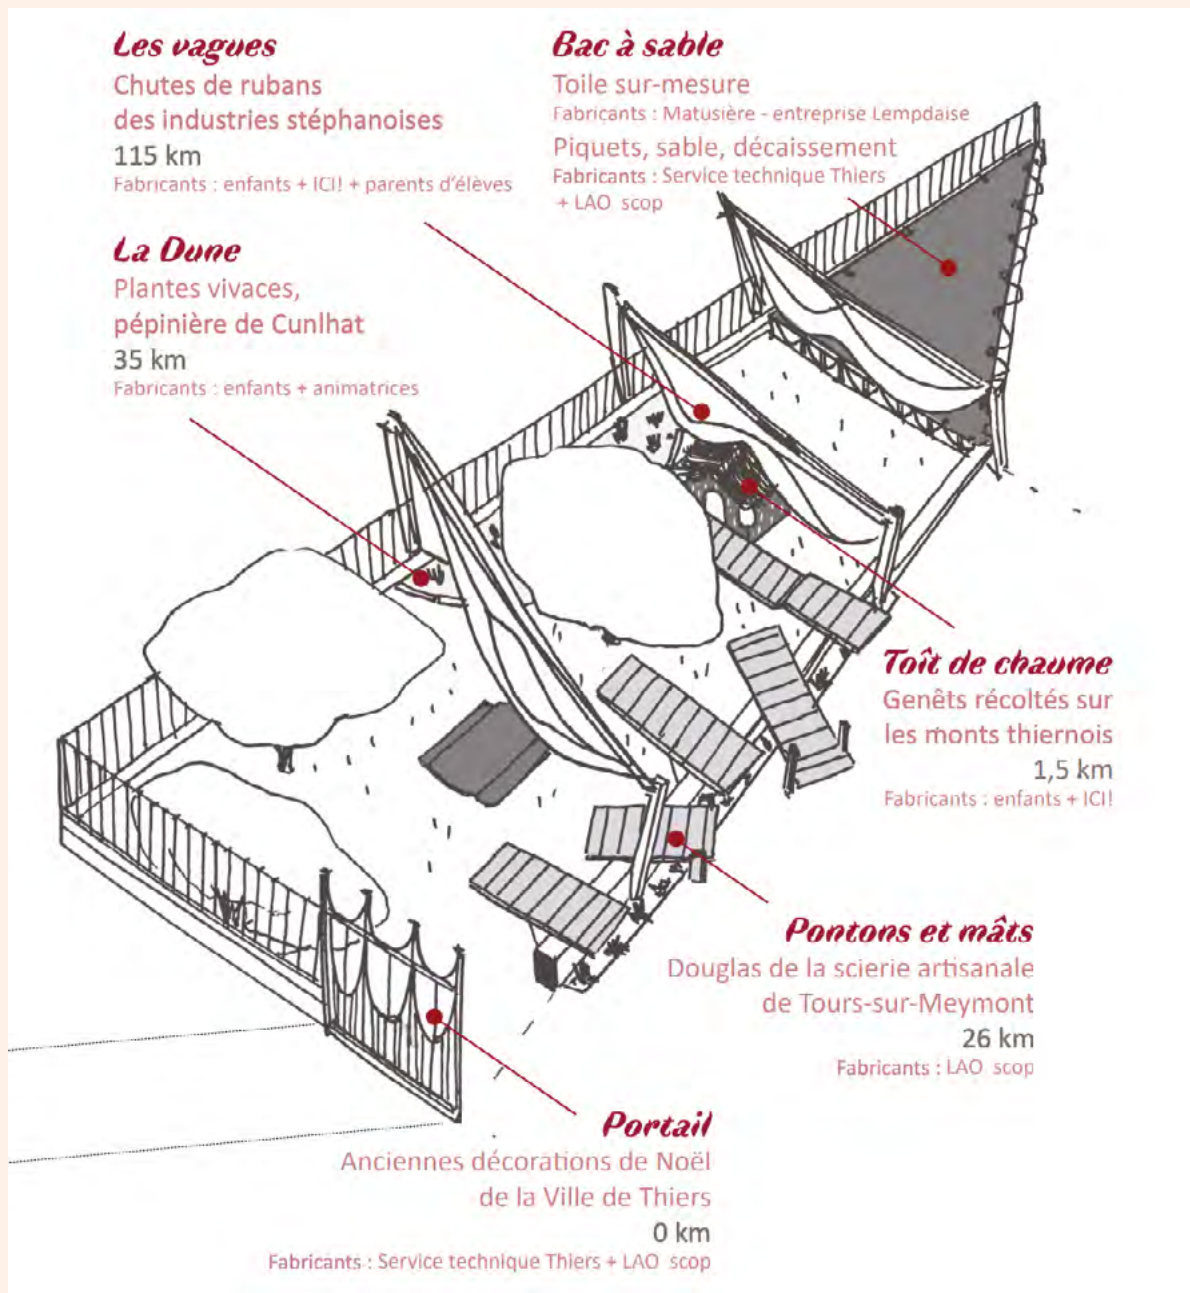 Les vagues
Chutes de rubans
des industries stéphanoises
115 km
Fabricants : enfants + ICI! + parents d'élèves
Bac à sable
Toile sur-mesure
Fabricants : Matusière - entreprise Lempdaise
Piquets, sable, décaissement
Fabricants : Service technique Thiers
+ LAO scop
La Dune
Plantes vivaces,
pépinière de Cunlhat
35 km
Fabricants : enfants + animatrices
Toît de chaume
Genêts récoltés sur
les monts thiernois
1,5 km
Fabricants : enfants + ICI!
Pontons et mâts
Douglas de la scierie artisanale
de Tours-sur-Meymont
26 km
Fabricants : LAO scop
Portail
Anciennes décorations de Noël
de la Ville de Thiers
0 km
Fabricants : Service technique Thiers + LAO scop